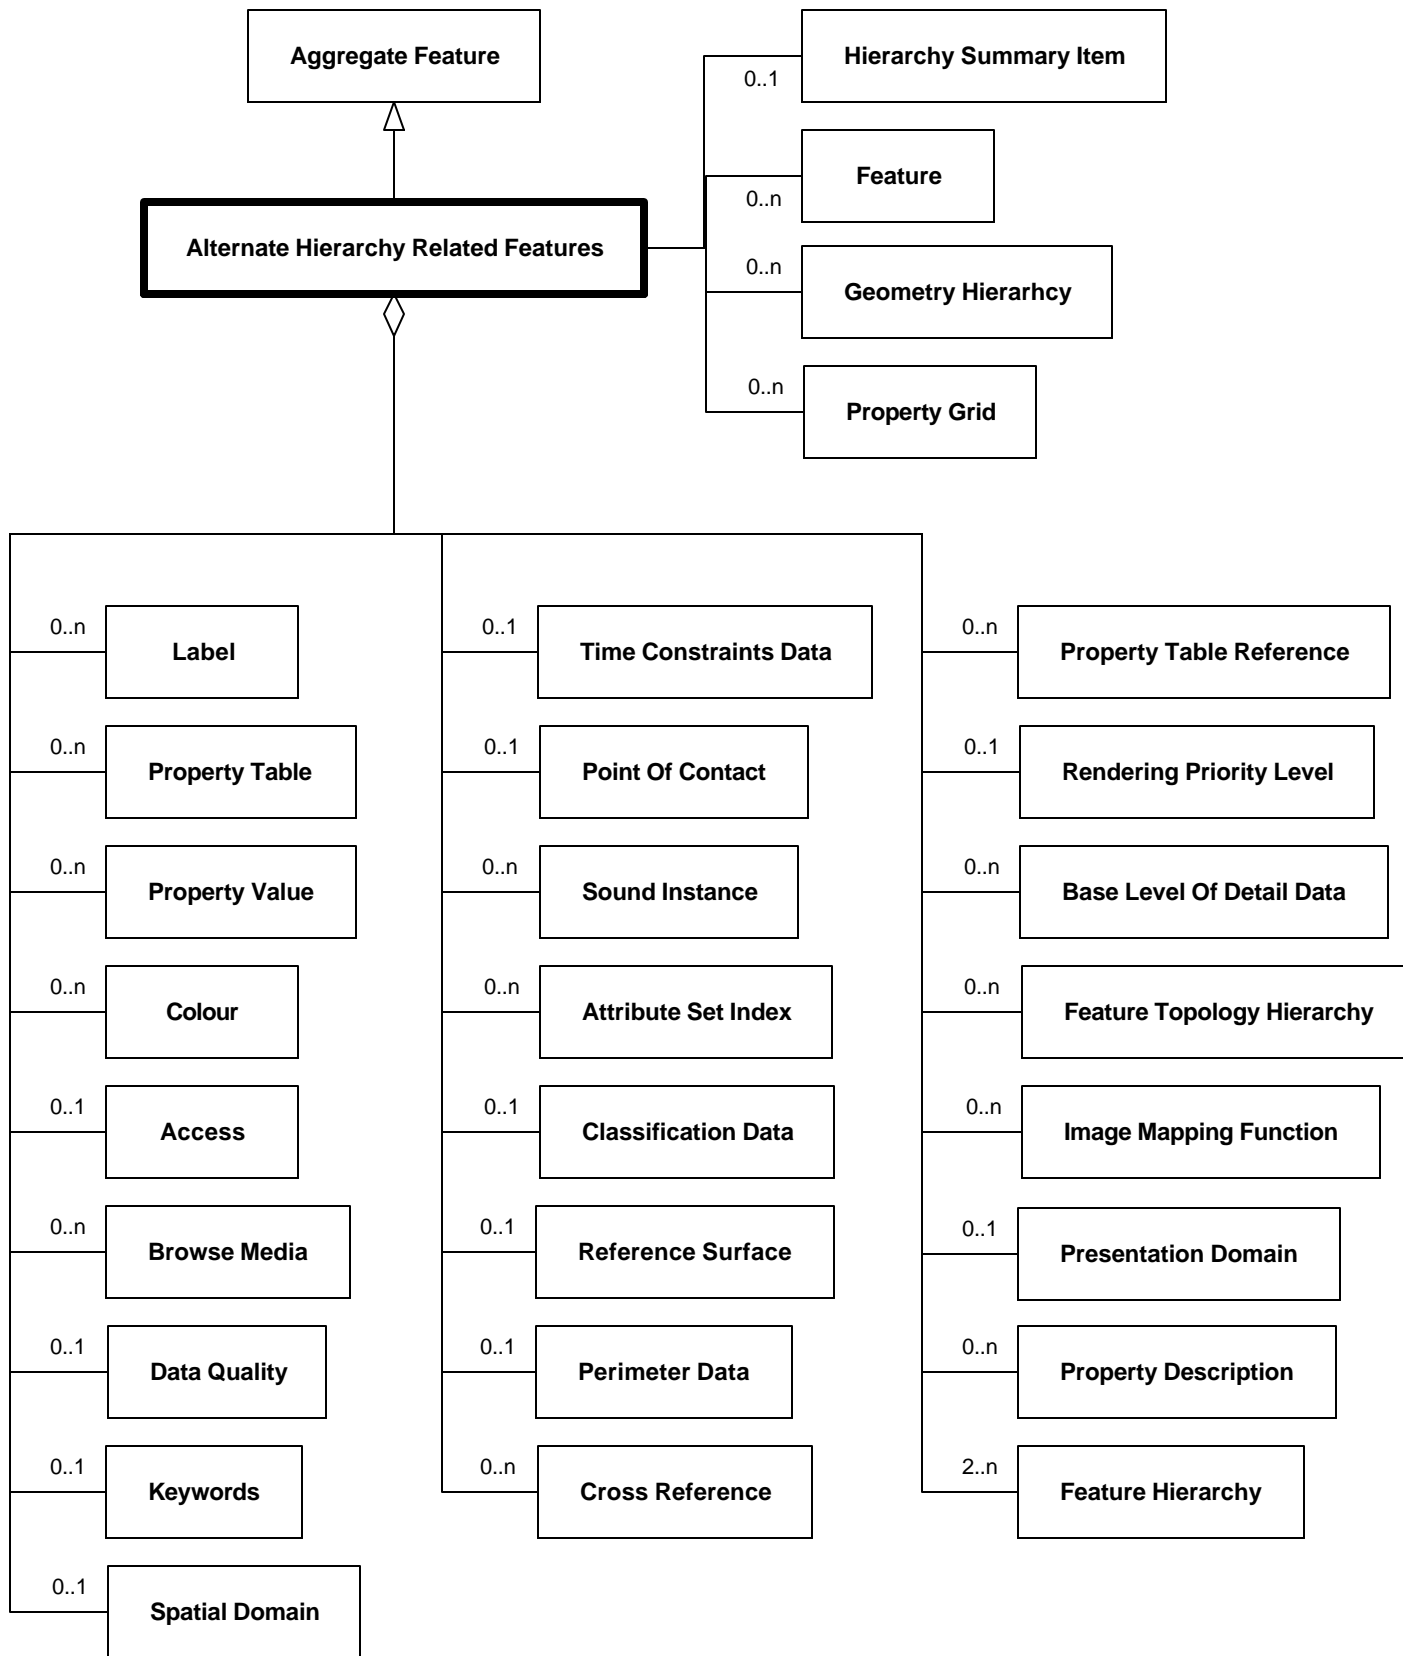 Aggregate Feature
Hierarchy Summary Item
0..1
Feature
0..n
Alternate Hierarchy Related Features
0..n
Geometry Hierarhcy
0..n
Property Grid
0..n
Label
0..n
Property Table
0..n
Property Value
0..n
Colour
0..1
Access
0..n
Browse Media
0..1
Data Quality
0..1
Keywords
0..1
Spatial Domain
0..1
Time Constraints Data
0..1
Point Of Contact
0..n
Sound Instance
0..n
Attribute Set Index
0..1
Classification Data
0..1
Reference Surface
0..1
Perimeter Data
0..n
Cross Reference
0..n
Property Table Reference
0..1
Rendering Priority Level
0..n
Base Level Of Detail Data
0..n
Feature Topology Hierarchy
0..n
Image Mapping Function
0..1
Presentation Domain
0..n
Property Description
2..n
Feature Hierarchy